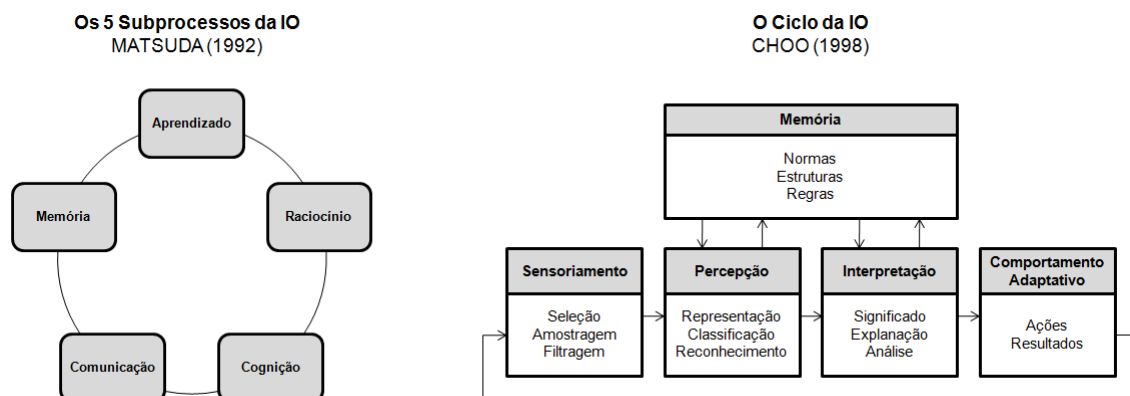 Os 5 Subprocessos da IO
MATSUDA (1992)
Aprendizado
Memória
Raciocínio
Comunicação
Cognição
O Ciclo da IO
CHOO (1998)
Memória
Normas
Estruturas
Regras
Sensoriamento
Seleção
Amostragem
Filtragem
Percepção
Representação
Classificação
Reconhecimento
Interpretação
Significado
Explanação
Análise
Comportamento
Adaptativo
Ações
Resultados